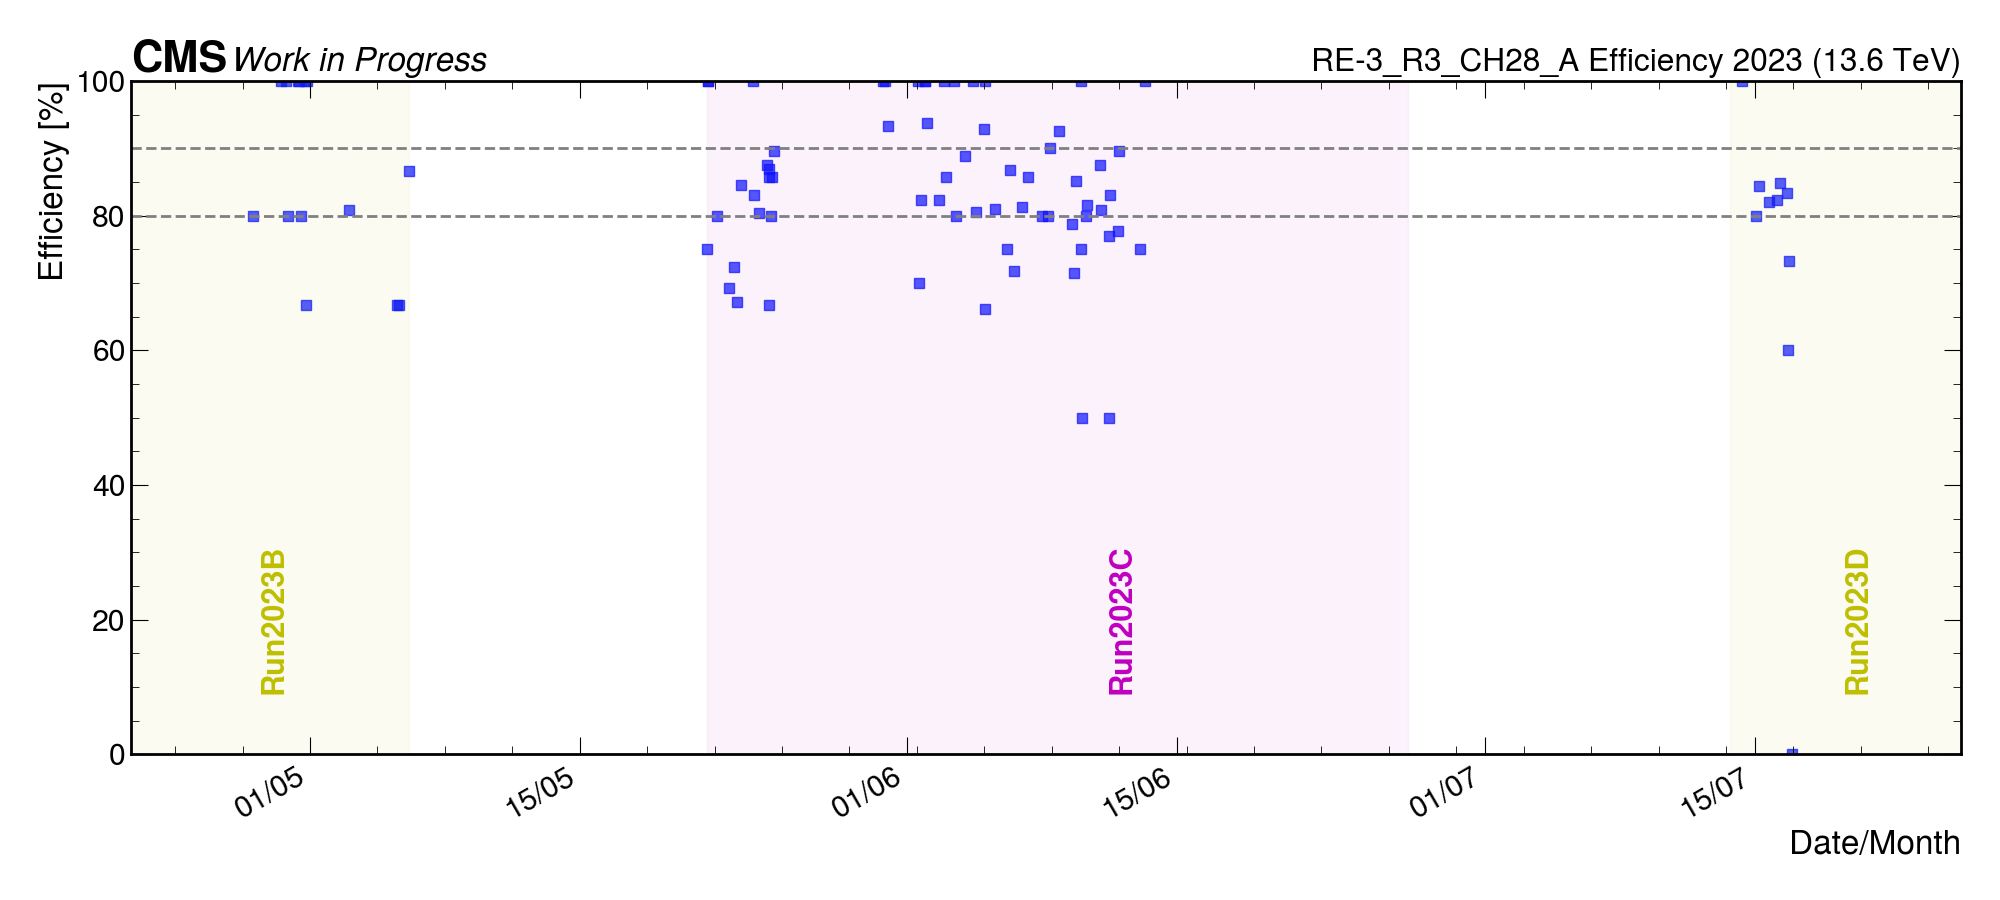 CMS Work in Progress
RE-3_R3_CH28_A Efficiency 2023 (13.6 TeV)
Efficiency [%]
100
80
60
40
20
0
Run2023B
Run2023C
Run2023D
01/05
15/05
01/06
15/06
01/07
15/07
Date/Month